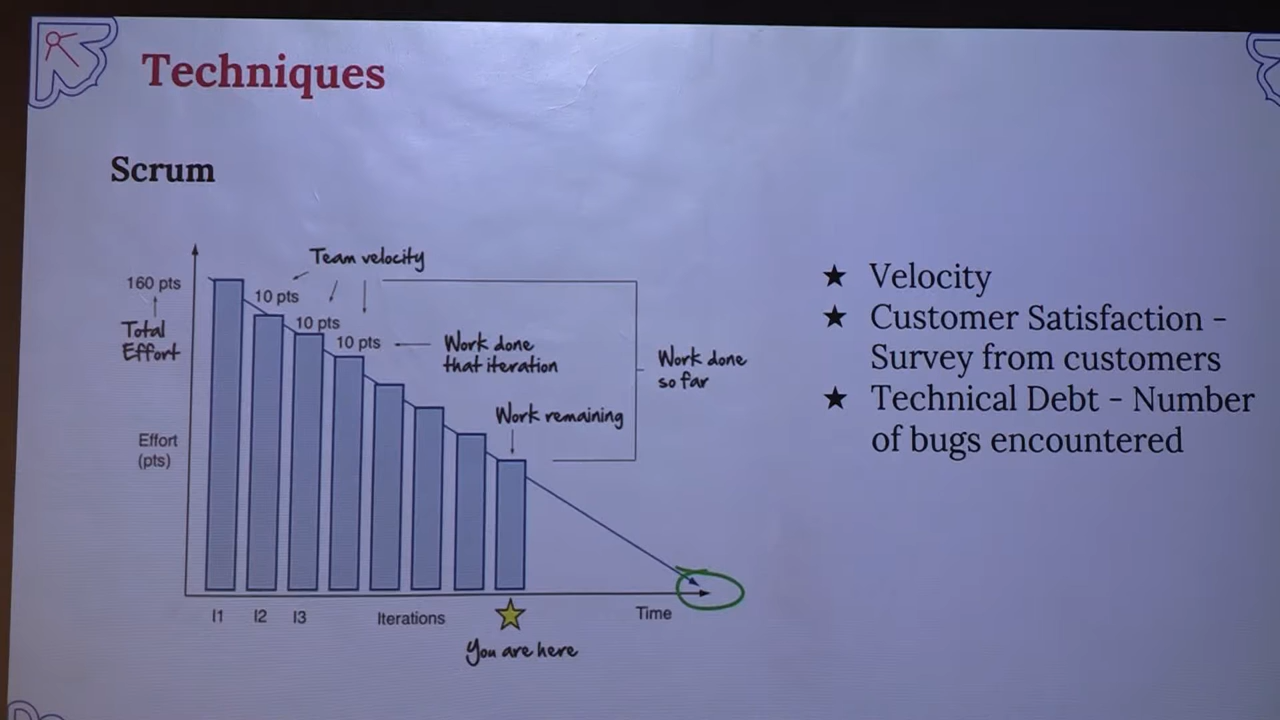 Techniques
Scrum
Team velocity
160 pts
10 pts
10 pts
10 pts
Total
Effort
Work done
that iteration
Work done
so far
Work remaining
Effort
(pts)
I1
I2
I3
Iterations
Time
You are here
★ Velocity
★ Customer Satisfaction -
Survey from customers
★ Technical Debt - Number
of bugs encountered